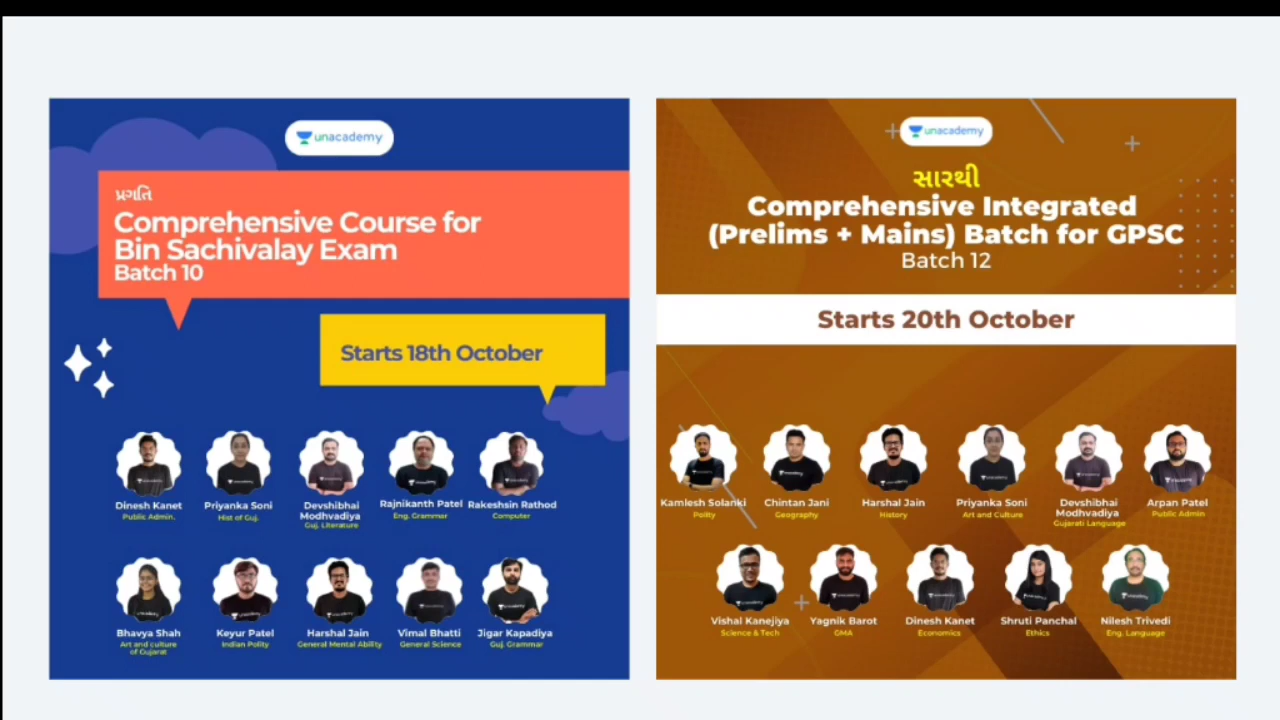 unacademy
પ્રગતિ
Comprehensive Course for
Bin Sachivalay Exam
Batch 10
Starts 18th October
Dinesh Kanet
Public Admin.
Priyanka Soni
Hist of Guj.
Devshibhai
Modhvadiya
Guj. Literature
Rajnikanth Patel
Eng. Grammar
Rakeshsin Rathod
Computer
Bhavya Shah
Art and culture
of Gujarat
Keyur Patel
Indian Polity
Harshal Jain
General Mental Ability
Vimal Bhatti
General Science
Jigar Kapadiya
Guj. Grammar
unacademy
સારથી
Comprehensive Integrated
(Prelims + Mains) Batch for GPSC
Batch 12
Starts 20th October
Kamlesh Solanki
Polity
Chintan Jani
Geography
Harshal Jain
History
Priyanka Soni
Art and Culture
Devshibhai
Modhvadiya
Gujarati Language
Arpan Patel
Public Admin
Vishal Kanejiya
Science & Tech
Yagnik Barot
GMA
Dinesh Kanet
Economics
Shruti Panchal
Ethics
Nilesh Trivedi
Eng. Language